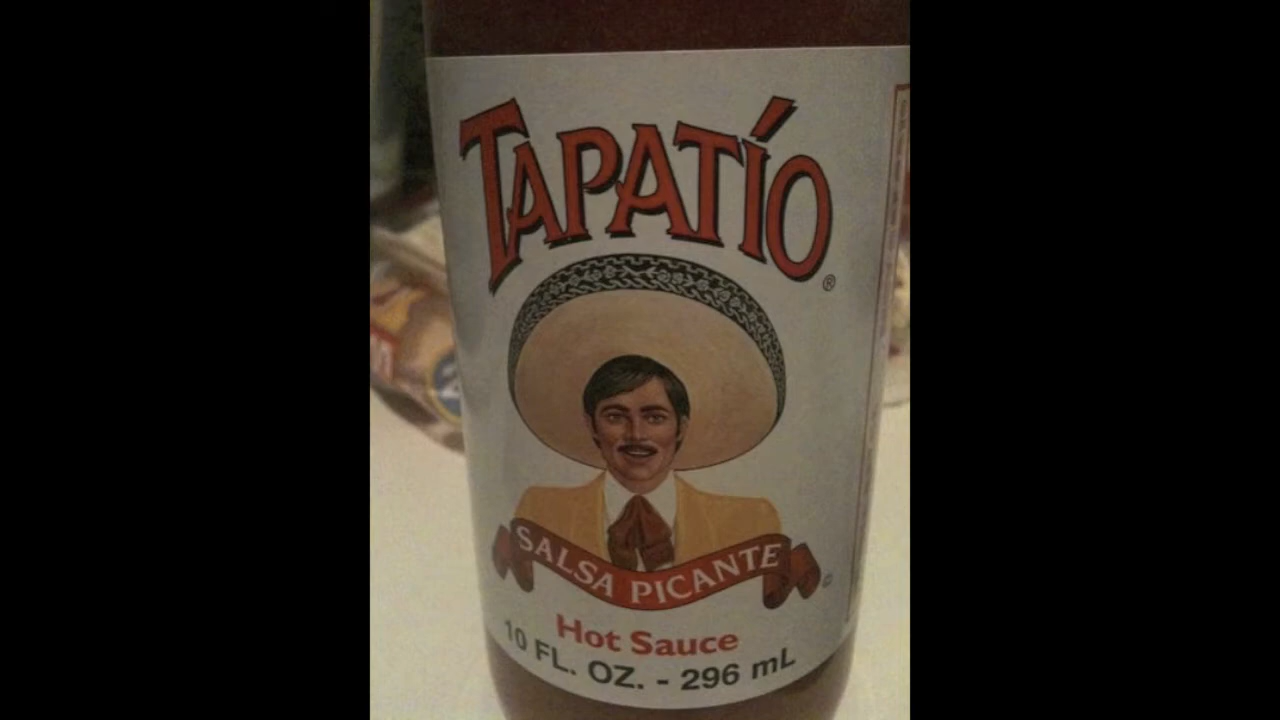 TAPATÍO
®
SALSA PICANTE
©
Hot Sauce
10 FL. OZ. - 296 mL